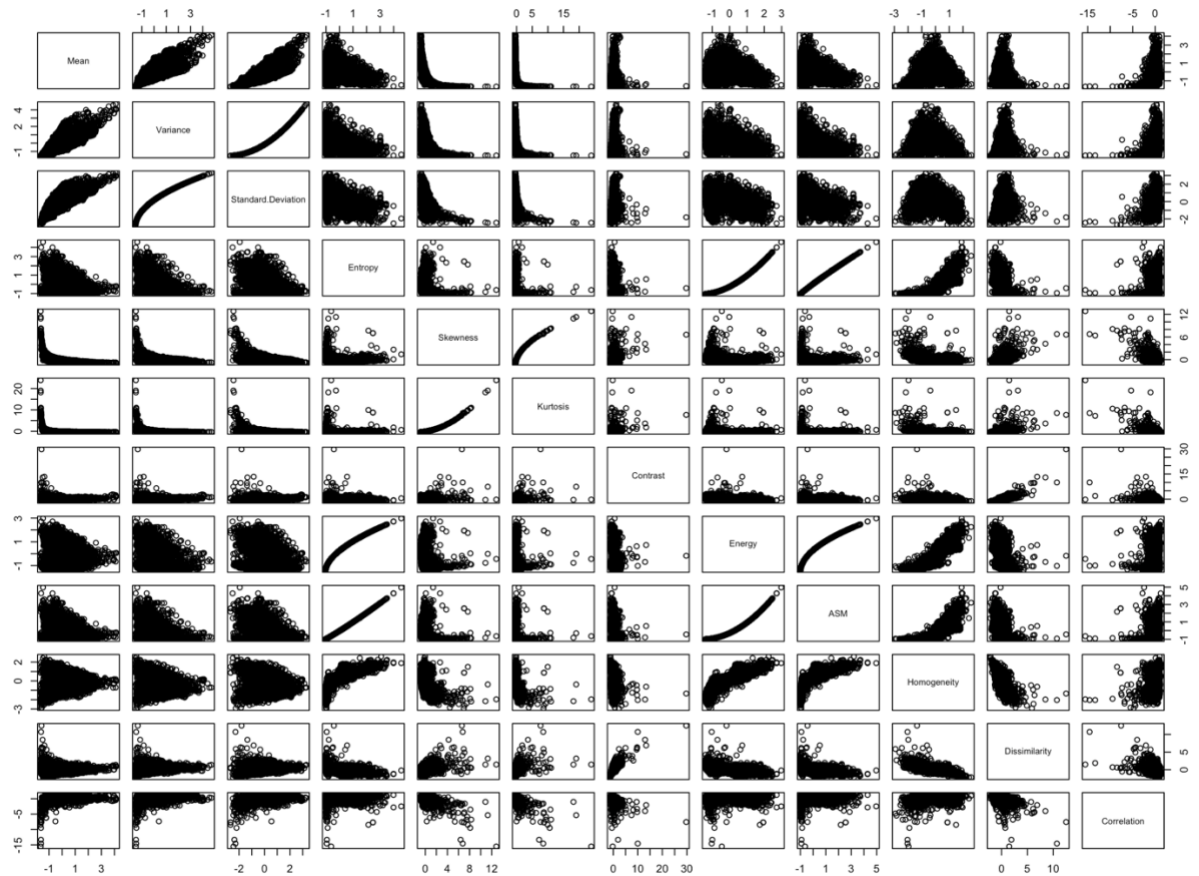 -1 1 3 0 5 15 -1 0 1 2 3 -3 -1 1 -15 -5 0
Mean
-1 1 3
-1 2 4
Variance
Standard.Deviation
-2 0 2
-1 1 3
Entropy
Skewness
0 6 12
0 10 20
Kurtosis
Contrast
0 15 30
-1 1 3
Energy
ASM
-1 1 3 5
-3 0 2
Homogeneity
Dissimilarity
0 5
-15 -5
Correlation
-1 1 3 -2 0 2 0 4 8 12 0 10 20 30 -1 1 3 5 0 5 10